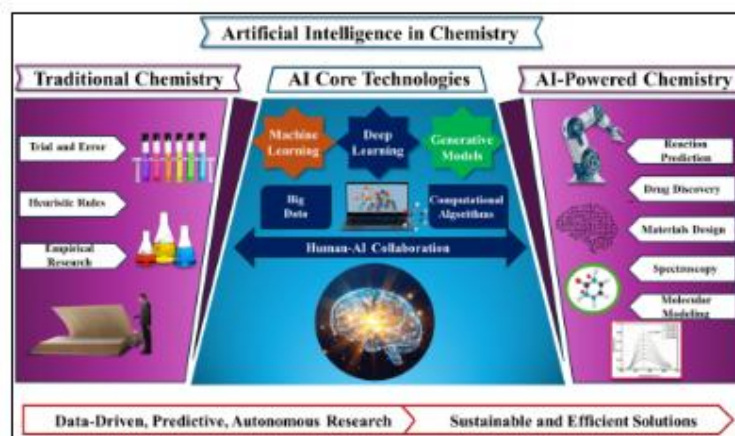 Artificial Intelligence in Chemistry
Traditional Chemistry
AI Core Technologies
AI-Powered Chemistry
Trial and Error
Heuristic Rules
Empirical
Research
Machine
Learning
Deep
Learning
Generative
Models
Big
Data
Computational
Algorithms
Human-AI Collaboration
Reaction
Prediction
Drug Discovery
Materials Design
Spectroscopy
Molecular
Modeling
Data-Driven, Predictive, Autonomous Research
Sustainable and Efficient Solutions